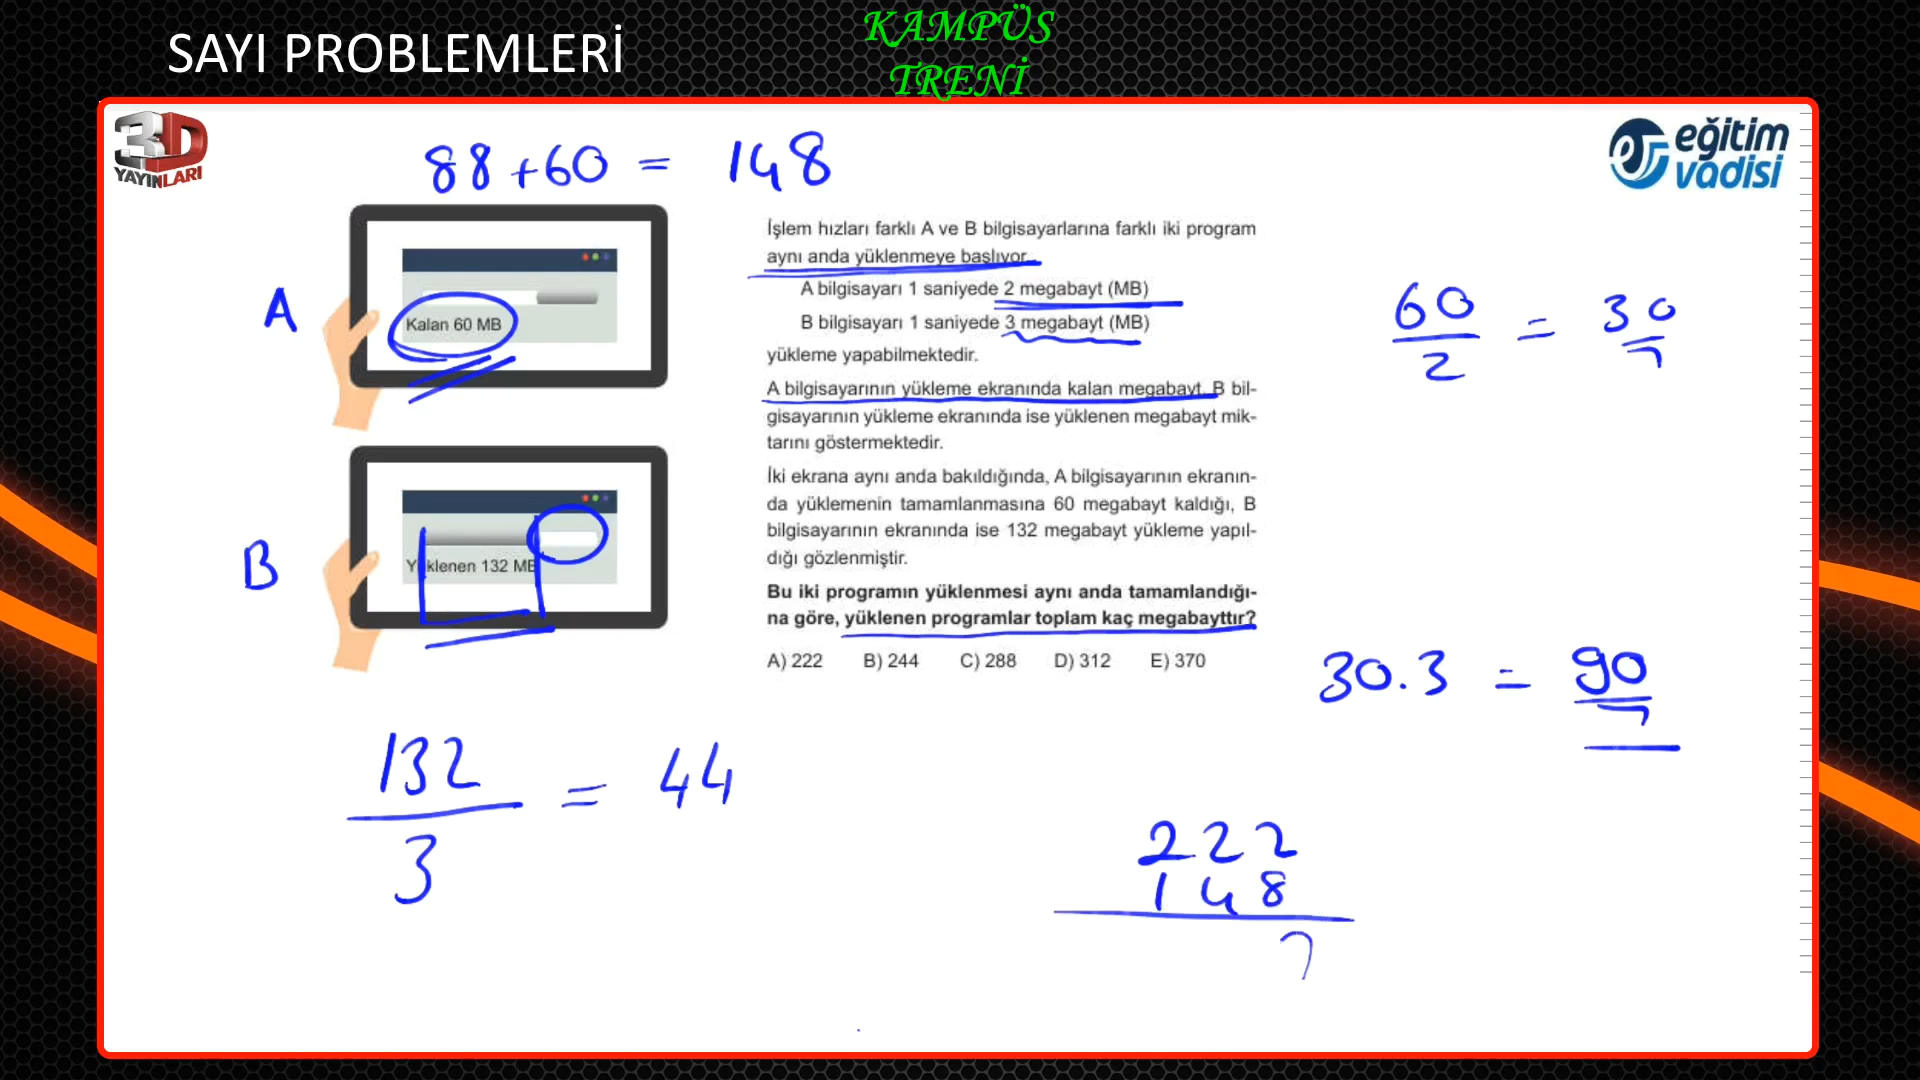 SAYI PROBLEMLERİ
KAMPÜS
TRENİ
3D
YAYINLARI
eğitim
vadisi
88 + 60 = 148
A
Kalan 60 MB
B
Yüklenen 132 MB
İşlem hızları farklı A ve B bilgisayarlarına farklı iki program
aynı anda yüklenmeye başlıyor.
A bilgisayarı 1 saniyede 2 megabayt (MB)
B bilgisayarı 1 saniyede 3 megabayt (MB)
yükleme yapabilmektedir.
A bilgisayarının yükleme ekranında kalan megabayt, B bil-
gisayarının yükleme ekranında ise yüklenen megabayt mik-
tarını göstermektedir.
İki ekrana aynı anda bakıldığında, A bilgisayarının ekranın-
da yüklemenin tamamlanmasına 60 megabayt kaldığı, B
bilgisayarının ekranında ise 132 megabayt yükleme yapıl-
dığı gözlenmiştir.
Bu iki programın yüklenmesi aynı anda tamamlandığı-
na göre, yüklenen programlar toplam kaç megabayttır?
A) 222 B) 244 C) 288 D) 312 E) 370
60
2
= 30
30.3 = 90
132
3
= 44
222
148